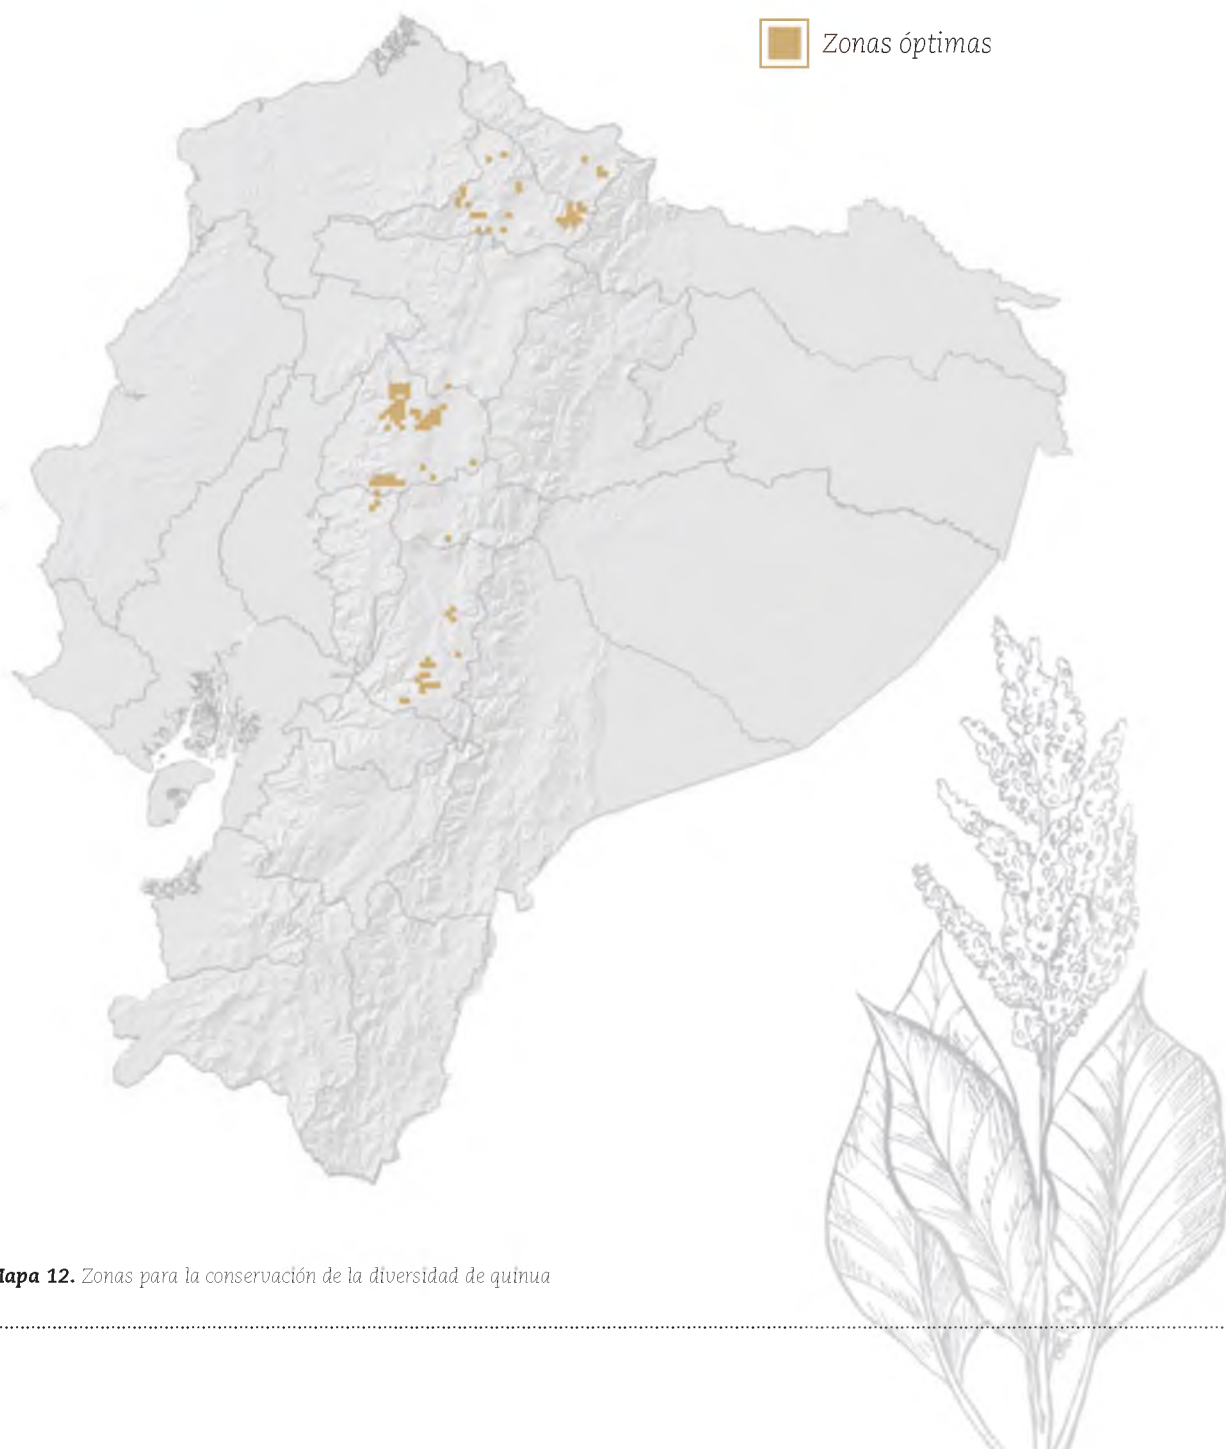 Zonas óptimas
Mapa 12. Zonas para la conservación de la diversidad de quinua